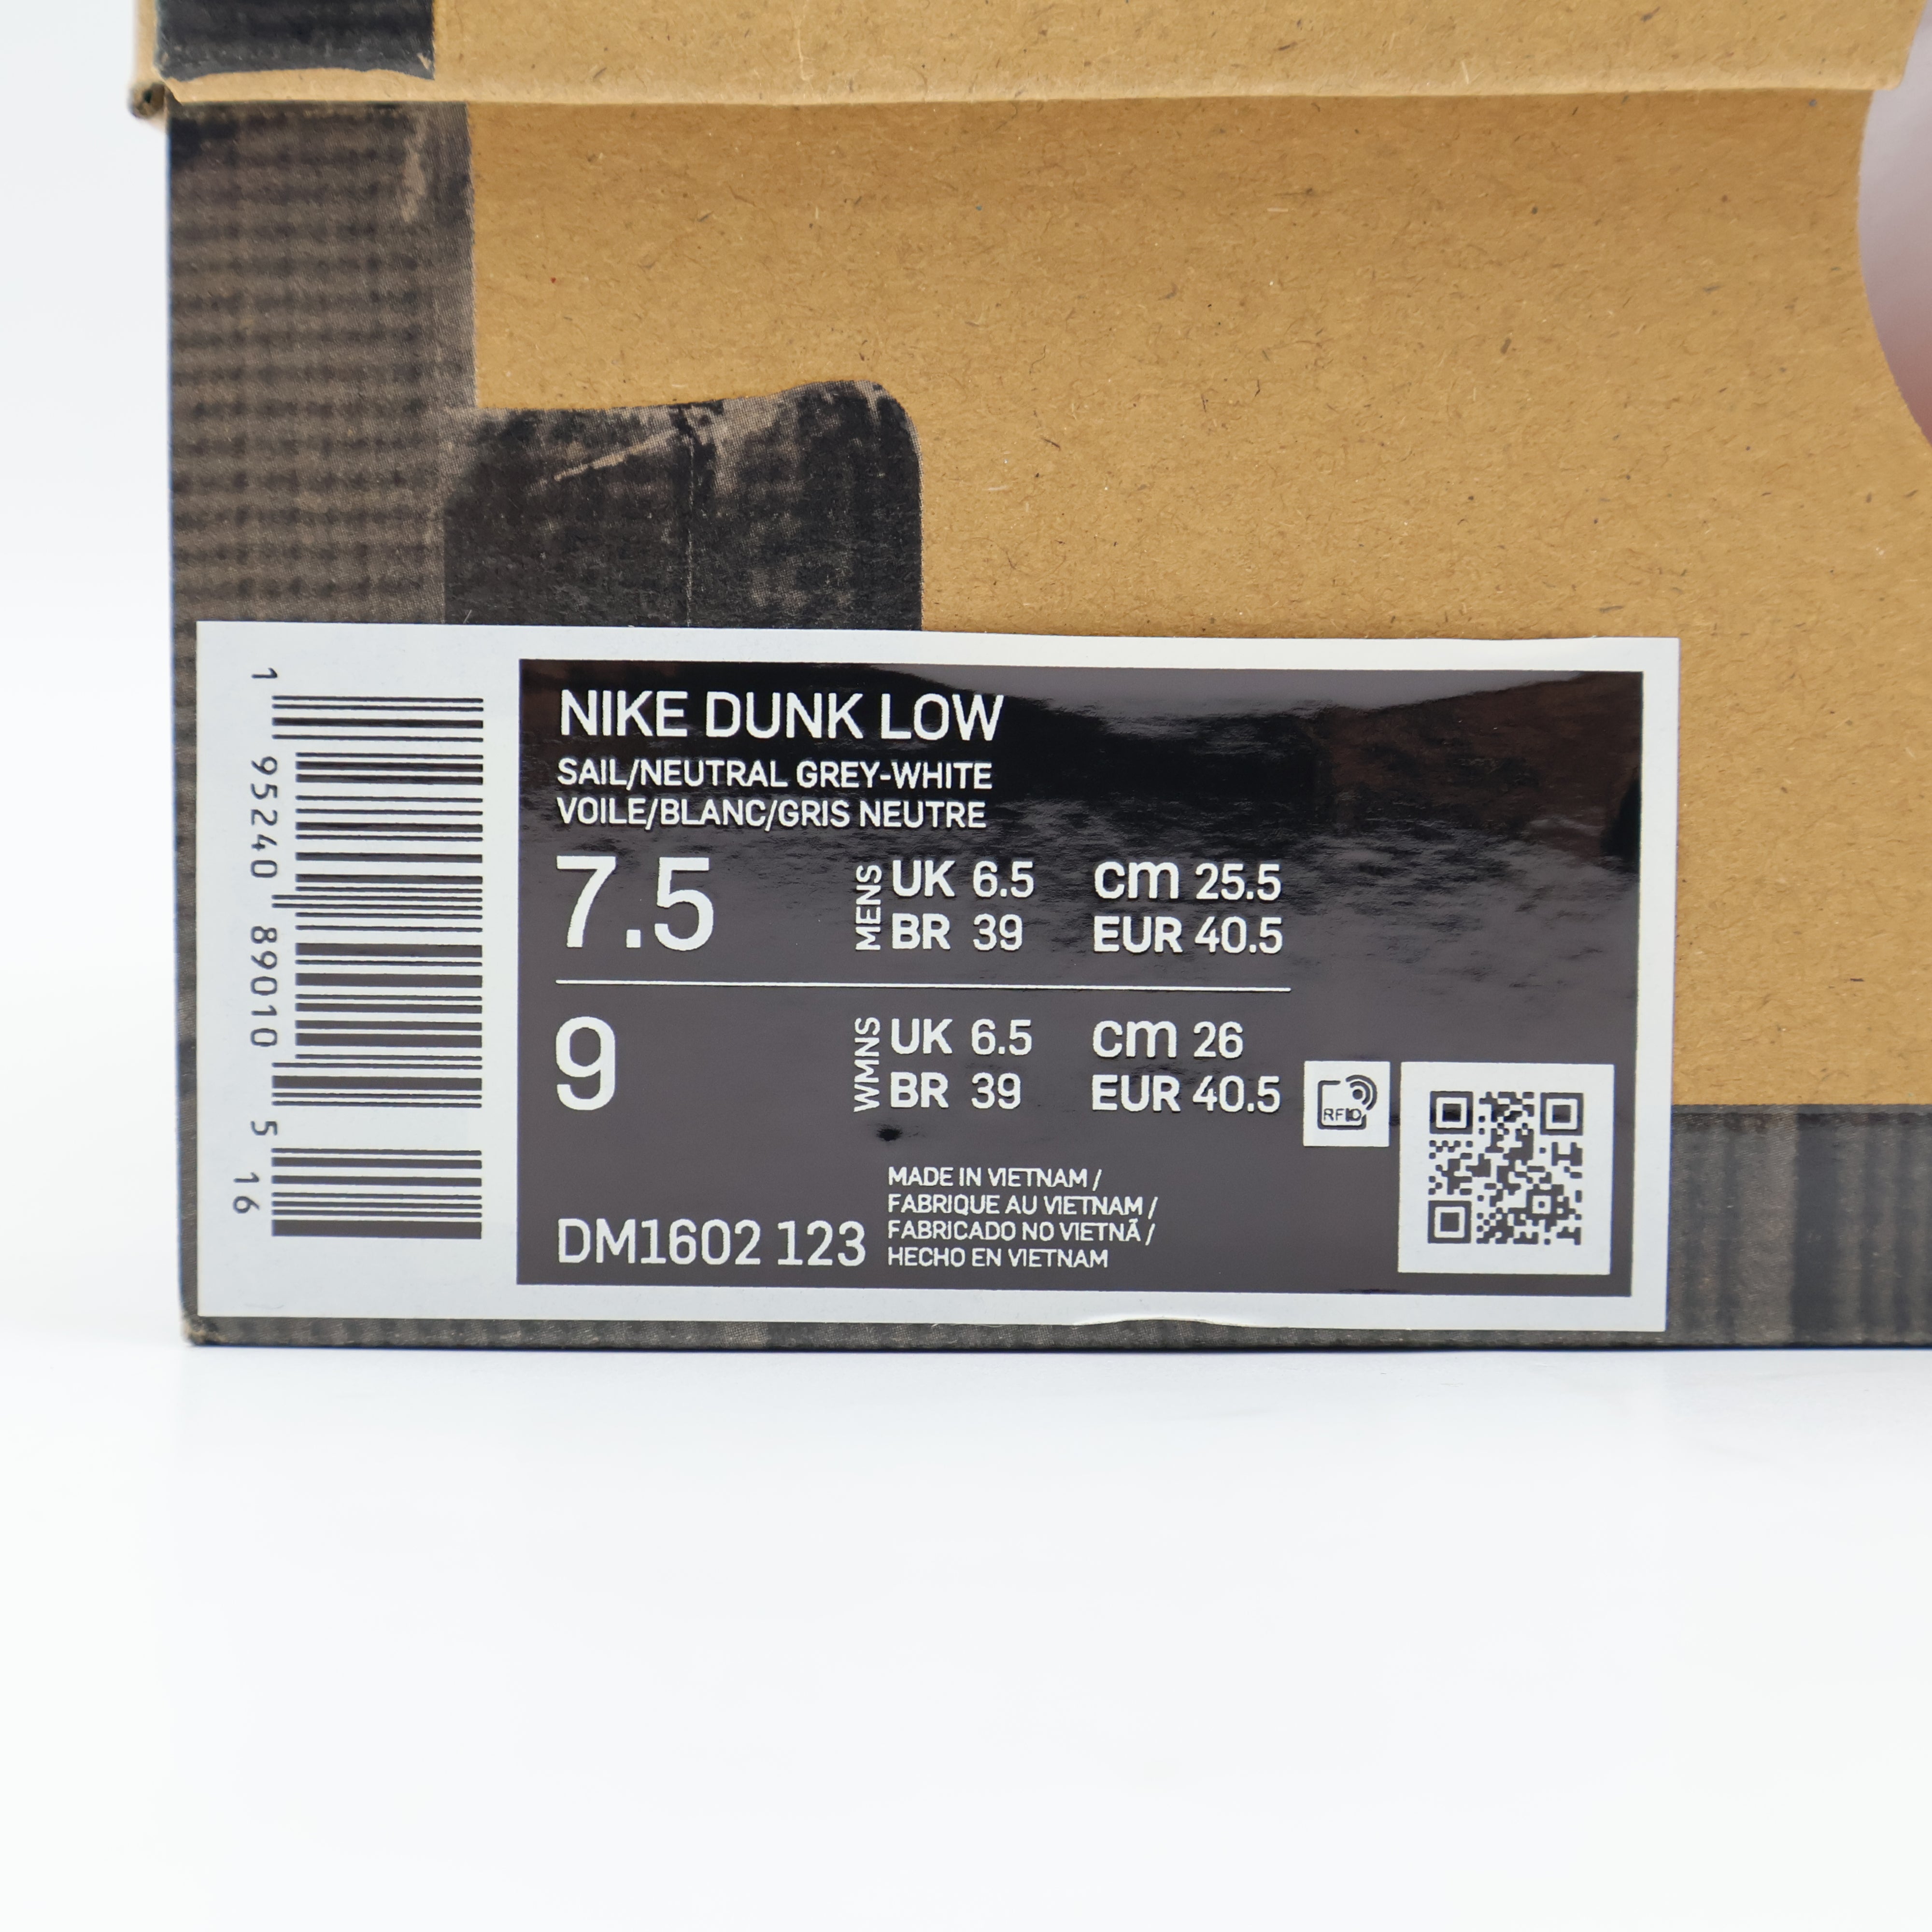 1 95240 89010 5 16
NIKE DUNK LOW
SAIL/NEUTRAL GREY-WHITE
VOILE/BLANC/GRIS NEUTRE
7.5 MENS UK 6.5 cm 25.5
BR 39 EUR 40.5
9 WMNS UK 6.5 cm 26
BR 39 EUR 40.5
RFID
MADE IN VIETNAM /
FABRIQUE AU VIETNAM /
FABRICADO NO VIETNÃ /
HECHO EN VIETNAM
DM1602 123